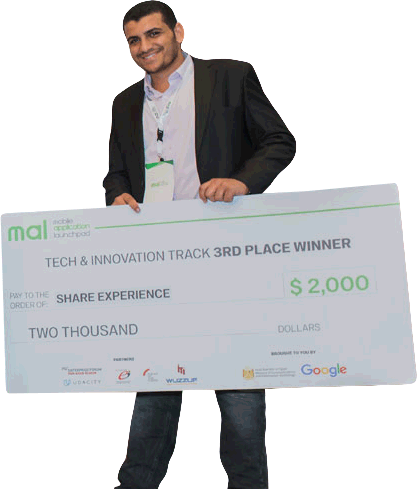 mal mobile
application
launchpad
TECH & INNOVATION TRACK 3RD PLACE WINNER
$ 2,000
PAY TO THE
ORDER OF:
SHARE EXPERIENCE
TWO THOUSAND
DOLLARS
PARTNERS
BROUGHT TO YOU BY
UDACITY
WUZZUF
Google
mal